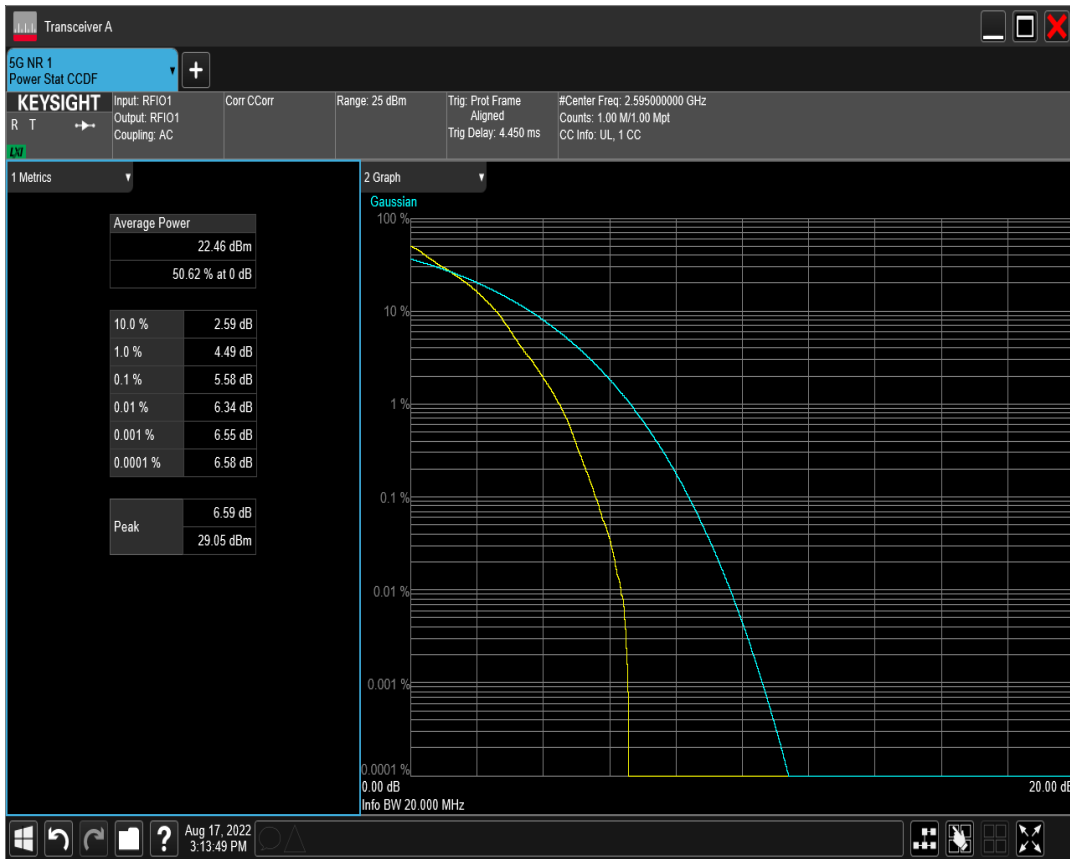 Transceiver A
5G NR 1
Power Stat CCDF
+
KEYSIGHT
R T
LXI
Input: RFIO1
Output: RFIO1
Coupling: AC
Corr CCorr
Range: 25 dBm
Trig: Prot Frame
Aligned
Trig Delay: 4.450 ms
#Center Freq: 2.595000000 GHz
Counts: 1.00 M/1.00 Mpt
CC Info: UL, 1 CC
1 Metrics
Average Power
22.46 dBm
50.62 % at 0 dB
10.0 % 2.59 dB
1.0 % 4.49 dB
0.1 % 5.58 dB
0.01 % 6.34 dB
0.001 % 6.55 dB
0.0001 % 6.58 dB
Peak
6.59 dB
29.05 dBm
2 Graph
Gaussian
100 %
10 %
1 %
0.1 %
0.01 %
0.001 %
0.0001 %
0.00 dB 20.00 dB
Info BW 20.000 MHz
?
Aug 17, 2022
3:13:49 PM